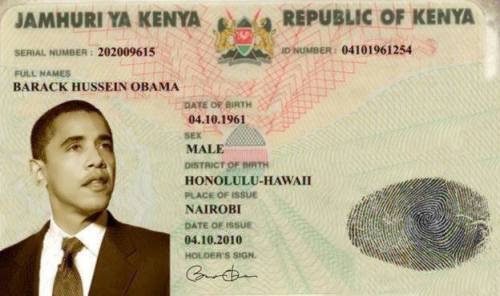 JAMHURI YA KENYA REPUBLIC OF KENYA
SERIAL NUMBER : 202009615 ID NUMBER : 04101961254
FULL NAMES
BARACK HUSSEIN OBAMA
DATE OF BIRTH
04.10.1961
SEX
MALE
DISTRICT OF BIRTH
HONOLULU-HAWAII
PLACE OF ISSUE
NAIROBI
DATE OF ISSUE
04.10.2010
HOLDER'S SIGN.